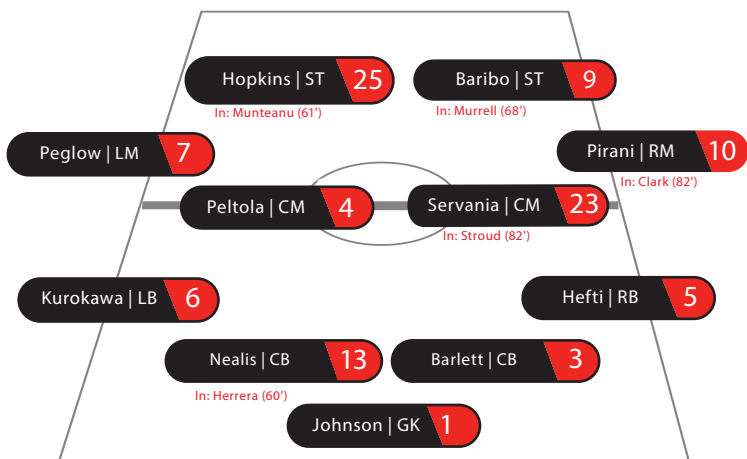 Hopkins | ST 25
In: Munteanu (61')
Baribo | ST 9
In: Murrell (68')
Peglow | LM 7
Pirani | RM 10
In: Clark (82')
Peltola | CM 4
Servania | CM 23
In: Stroud (82')
Kurokawa | LB 6
Hefti | RB 5
Nealis | CB 13
In: Herrera (60')
Barlett | CB 3
Johnson | GK 1